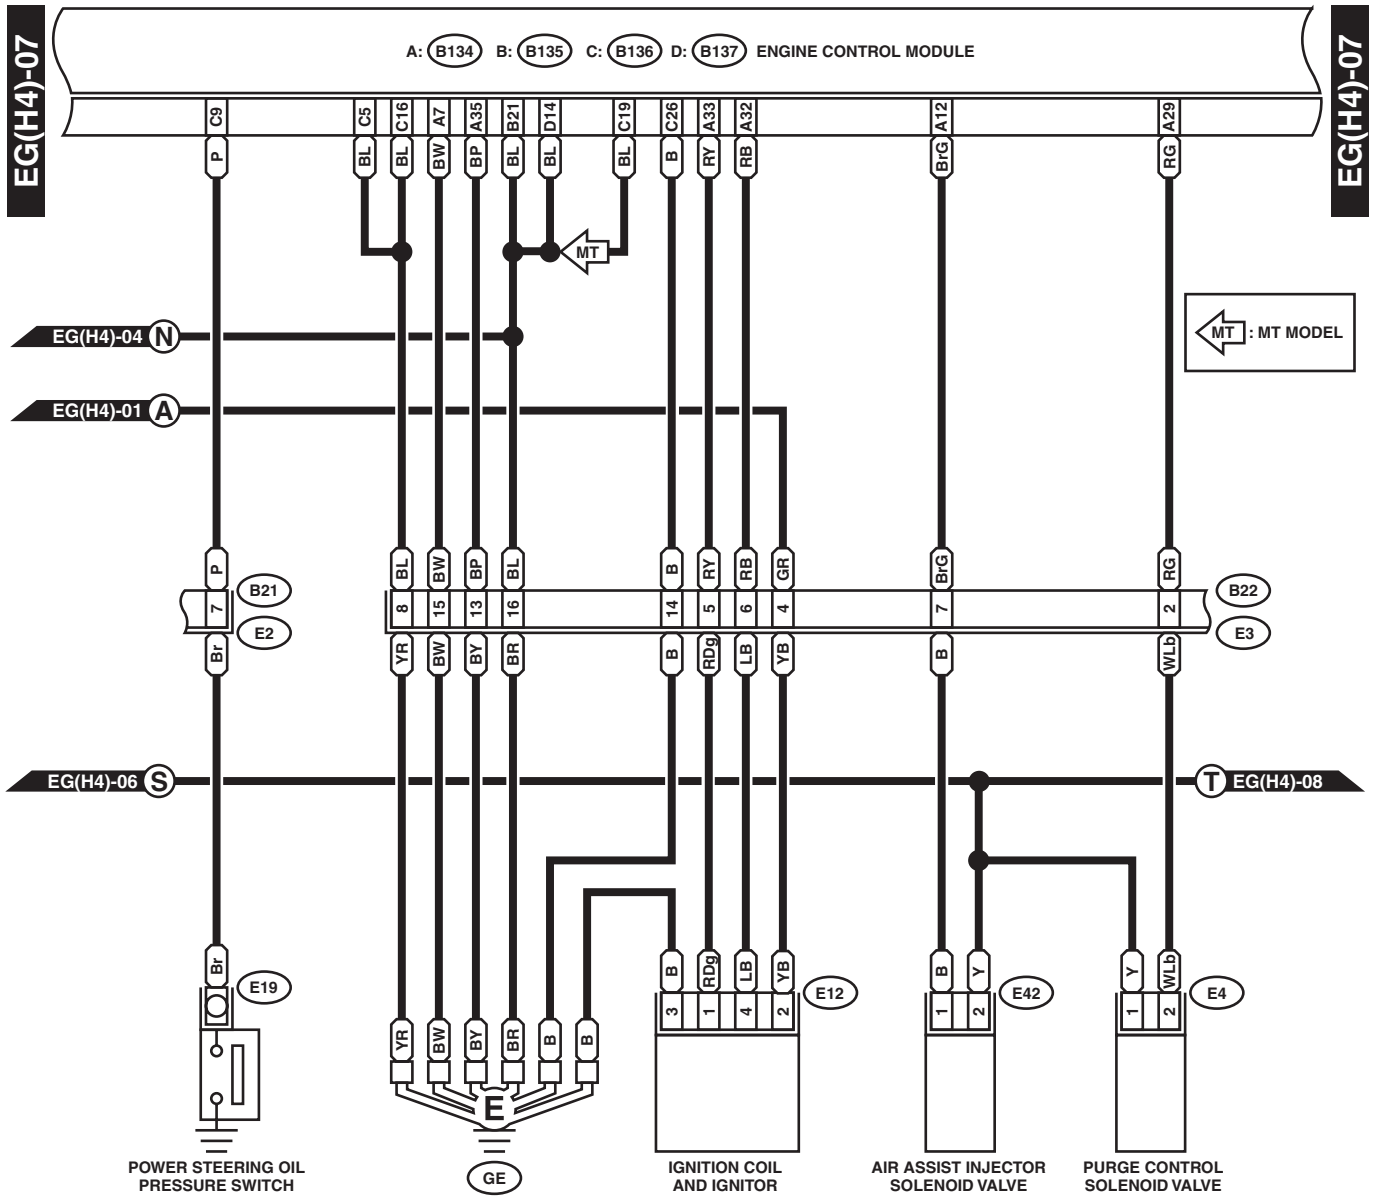 EG(H4)-07
EG(H4)-07
A: B134 B: B135 C: B136 D: B137 ENGINE CONTROL MODULE
C9 C5 C16 A7 A35 B21 D14 C19 C26 A33 A32 A12 A29
P BL BL BW BP BL BL BL B RY RB BrG RG
MT
EG(H4)-04 N
MT : MT MODEL
EG(H4)-01 A
P BL BW BP BL B RY RB GR BrG RG
B21 B22
7 8 15 13 16 14 5 6 4 7 2
E2 E3
Br YR BW BY BR B RDg LB YB B WLb
EG(H4)-06 S T EG(H4)-08
Br B RDg LB YB B Y Y WLb
E19 E12 E42 E4
3 1 4 2 1 2 1 2
YR BW BY BR B B
E
GE
POWER STEERING OIL
PRESSURE SWITCH
IGNITION COIL
AND IGNITOR
AIR ASSIST INJECTOR
SOLENOID VALVE
PURGE CONTROL
SOLENOID VALVE